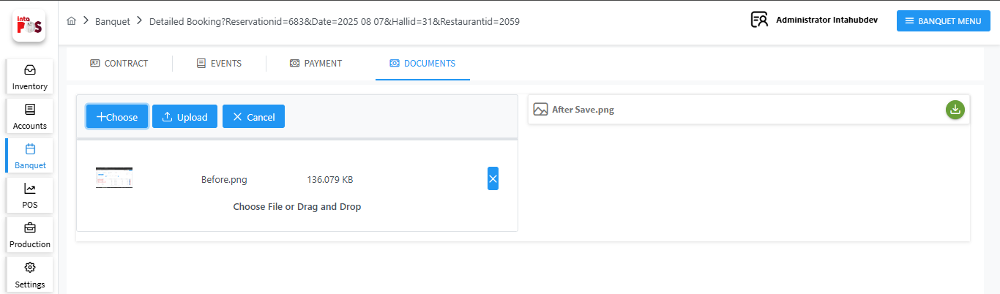 Inta
POS
Banquet
Detailed Booking?Reservationid=683&Date=2025 08 07&Hallid=31&Restaurantid=2059
Administrator Intahubdev
BANQUET MENU
Inventory
Accounts
Banquet
POS
Production
Settings
CONTRACT
EVENTS
PAYMENT
DOCUMENTS
Choose
Upload
Cancel
Before.png
136.079 KB
Choose File or Drag and Drop
After Save.png